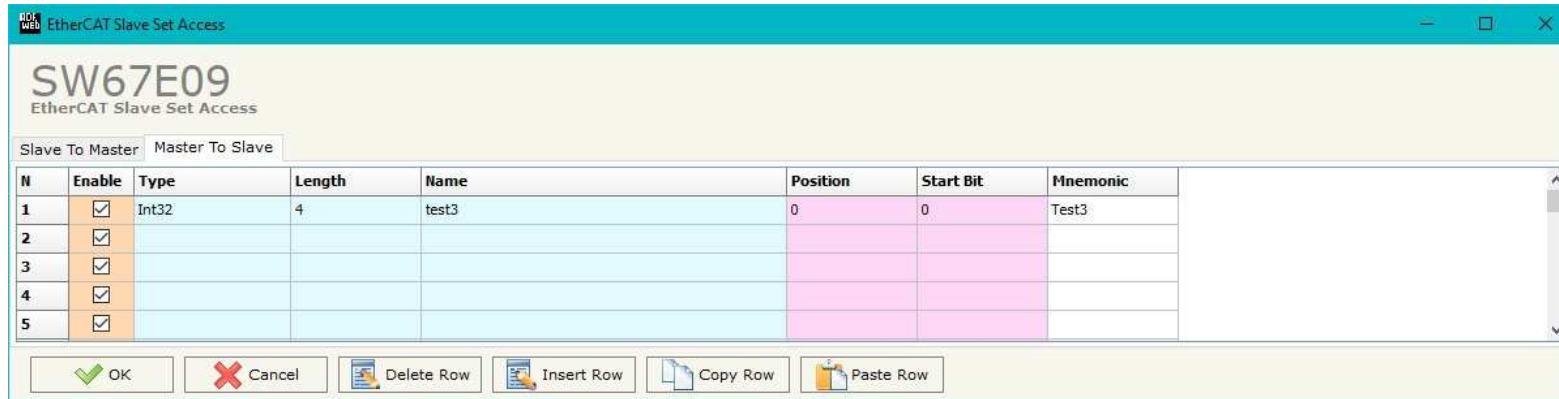 ADF
WEB EtherCAT Slave Set Access
SW67E09
EtherCAT Slave Set Access
Slave To Master Master To Slave
N Enable Type Length Name Position Start Bit Mnemonic
1 Int32 4 test3 0 0 Test3
2
3
4
5
OK Cancel Delete Row Insert Row Copy Row Paste Row